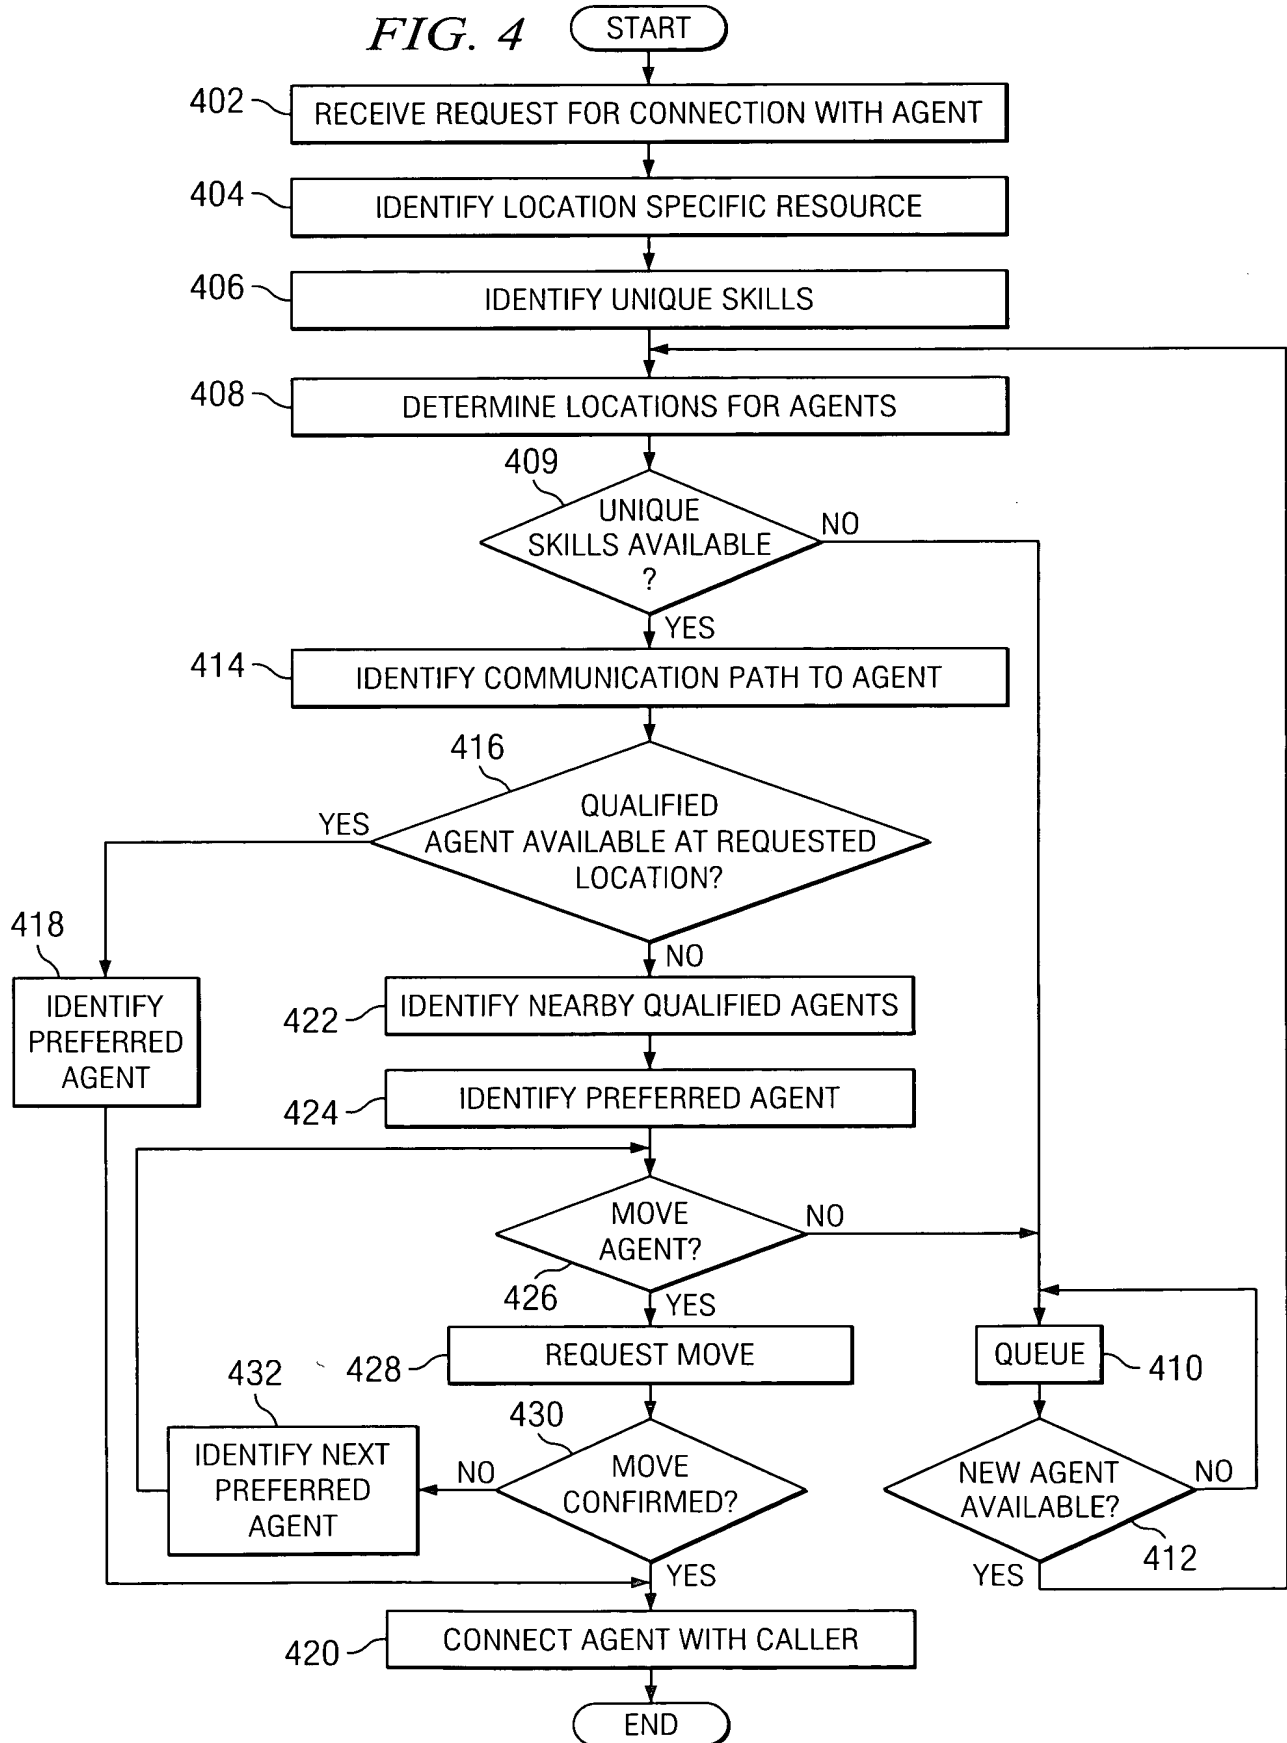 FIG. 4
START
402
RECEIVE REQUEST FOR CONNECTION WITH AGENT
404
IDENTIFY LOCATION SPECIFIC RESOURCE
406
IDENTIFY UNIQUE SKILLS
408
DETERMINE LOCATIONS FOR AGENTS
409
UNIQUE
SKILLS AVAILABLE
?
NO
YES
414
IDENTIFY COMMUNICATION PATH TO AGENT
416
QUALIFIED
AGENT AVAILABLE AT REQUESTED
LOCATION?
YES
NO
418
IDENTIFY
PREFERRED
AGENT
422
IDENTIFY NEARBY QUALIFIED AGENTS
424
IDENTIFY PREFERRED AGENT
MOVE
AGENT?
NO
426
YES
428
REQUEST MOVE
QUEUE
410
432
IDENTIFY NEXT
PREFERRED
AGENT
430
NO
MOVE
CONFIRMED?
YES
NEW AGENT
AVAILABLE?
NO
412
YES
420
CONNECT AGENT WITH CALLER
END